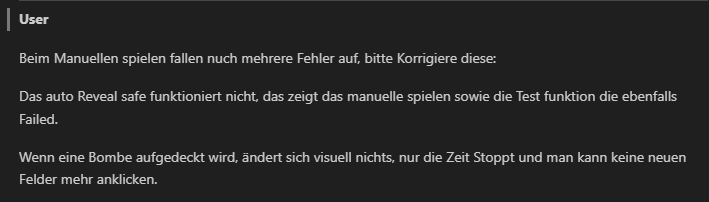 User
Beim Manuellen spielen fallen nuch mehrere Fehler auf, bitte Korrigiere diese:
Das auto Reveal safe funktioniert nicht, das zeigt das manuelle spielen sowie die Test funktion die ebenfalls
Failed.
Wenn eine Bombe aufgedeckt wird, ändert sich visuell nichts, nur die Zeit Stoppt und man kann keine neuen
Felder mehr anklicken.